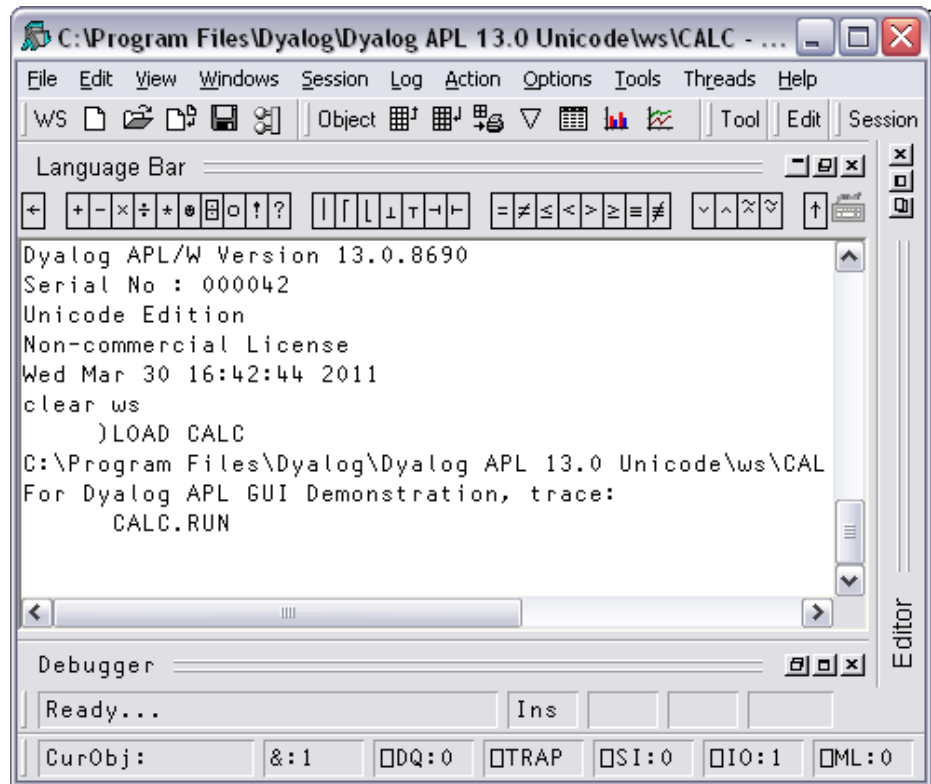 C:\Program Files\Dyalog\Dyalog APL 13.0 Unicode\ws\CALC - ...
File Edit View Windows Session Log Action Options Tools Threads Help
WS Object Tool Edit Session
Language Bar
← + - × ÷ * ⍟ ⌹ ○ ! ? | ⌈ ⌊ ⊥ ⊤ ⊣ ⊢ = ≠ ≤ < > ≥ ≡ ≢ ∨ ∧ ⍲ ⍱ ↑
Dyalog APL/W Version 13.0.8690
Serial No : 000042
Unicode Edition
Non-commercial License
Wed Mar 30 16:42:44 2011
clear ws
)LOAD CALC
C:\Program Files\Dyalog\Dyalog APL 13.0 Unicode\ws\CAL
For Dyalog APL GUI Demonstration, trace:
CALC.RUN
Editor
Debugger
Ready... Ins
CurObj: &:1 ⎕DQ:0 ⎕TRAP ⎕SI:0 ⎕IO:1 ⎕ML:0